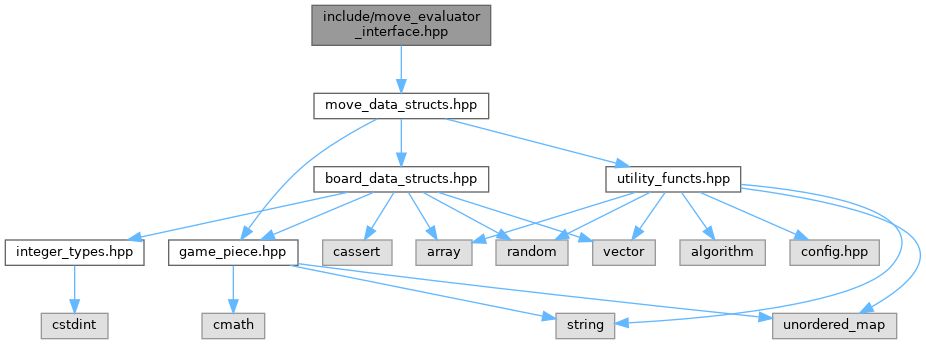 include/move_evaluator
_interface.hpp
move_data_structs.hpp
board_data_structs.hpp
utility_functs.hpp
integer_types.hpp
game_piece.hpp
cassert
array
random
vector
algorithm
config.hpp
cstdint
cmath
string
unordered_map